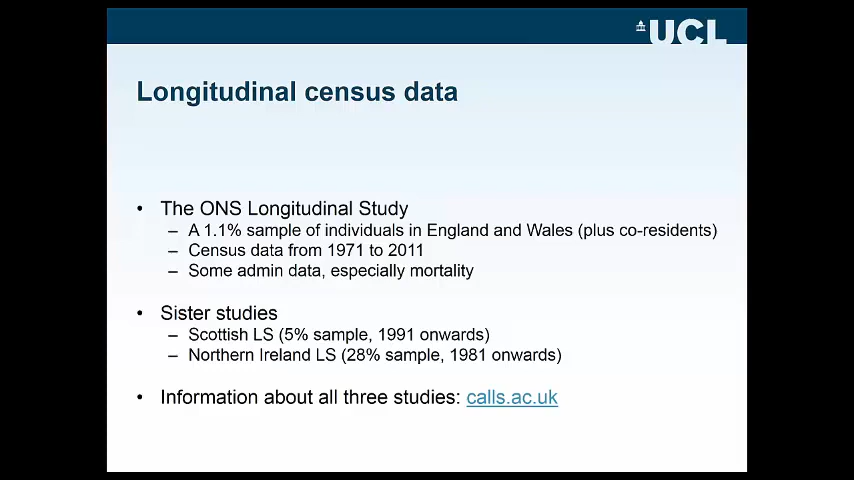 UCL
Longitudinal census data
• The ONS Longitudinal Study
– A 1.1% sample of individuals in England and Wales (plus co-residents)
– Census data from 1971 to 2011
– Some admin data, especially mortality
• Sister studies
– Scottish LS (5% sample, 1991 onwards)
– Northern Ireland LS (28% sample, 1981 onwards)
• Information about all three studies: calls.ac.uk